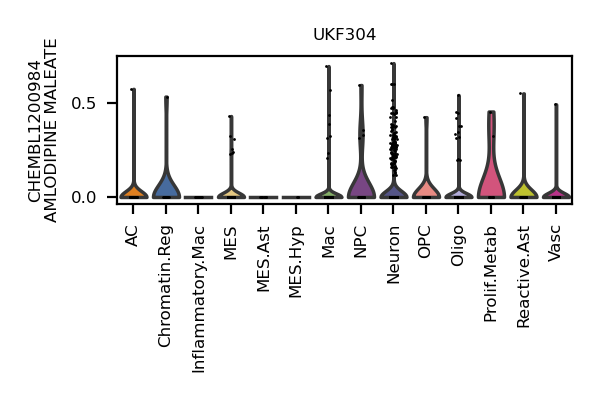 UKF304
CHEMBL1200984
AMLODIPINE MALEATE
0.5
0.0
AC
Chromatin.Reg
Inflammatory.Mac
MES
MES.Ast
MES.Hyp
Mac
NPC
Neuron
OPC
Oligo
Prolif.Metab
Reactive.Ast
Vasc